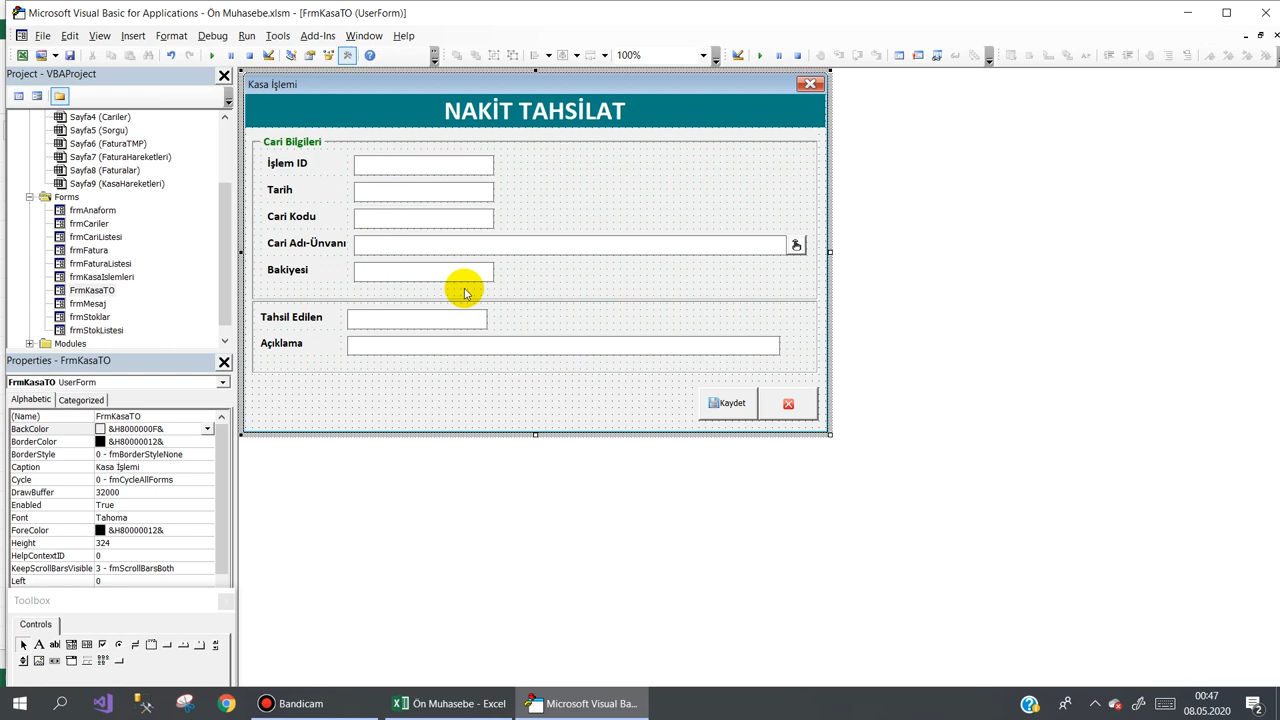 Microsoft Visual Basic for Applications - Ön Muhasebe.xlsm - [FrmKasaTO (UserForm)]
File Edit View Insert Format Debug Run Tools Add-Ins Window Help
100%
Project - VBAProject
Sayfa4 (Cariler)
Sayfa5 (Sorgu)
Sayfa6 (FaturaTMP)
Sayfa7 (FaturaHareketleri)
Sayfa8 (Faturalar)
Sayfa9 (KasaHareketleri)
Forms
frmAnaform
frmCariler
frmCariListesi
frmFatura
frmFaturaListesi
frmKasaIslemleri
FrmKasaTO
frmMesaj
frmStoklar
frmStokListesi
Modules
Properties - FrmKasaTO
FrmKasaTO UserForm
Alphabetic Categorized
(Name) FrmKasaTO
BackColor &H8000000F&
BorderColor &H80000012&
BorderStyle 0 - fmBorderStyleNone
Caption Kasa İşlemi
Cycle 0 - fmCycleAllForms
DrawBuffer 32000
Enabled True
Font Tahoma
ForeColor &H80000012&
Height 324
HelpContextID 0
KeepScrollBarsVisible 3 - fmScrollBarsBoth
Left 0
Toolbox
Controls
Kasa İşlemi
NAKİT TAHSİLAT
Cari Bilgileri
İşlem ID
Tarih
Cari Kodu
Cari Adı-Ünvanı
Bakiyesi
Tahsil Edilen
Açıklama
Kaydet
Bandicam
Ön Muhasebe - Excel
Microsoft Visual Ba...
00:47
08.05.2020
2